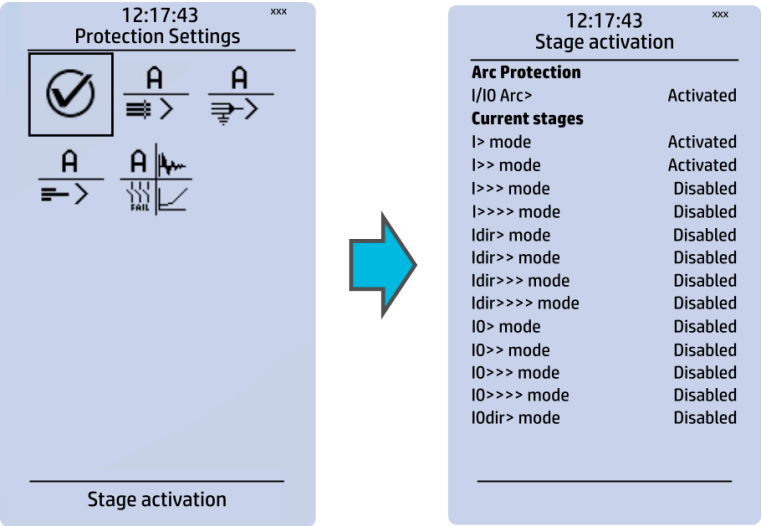 12:17:43 xxx
Protection Settings
A A
A A
FAIL
Stage activation
12:17:43 xxx
Stage activation
Arc Protection
I/I0 Arc> Activated
Current stages
I> mode Activated
I>> mode Activated
I>>> mode Disabled
I>>>> mode Disabled
Idir> mode Disabled
Idir>> mode Disabled
Idir>>> mode Disabled
Idir>>>> mode Disabled
I0> mode Disabled
I0>> mode Disabled
I0>>> mode Disabled
I0>>>> mode Disabled
I0dir> mode Disabled